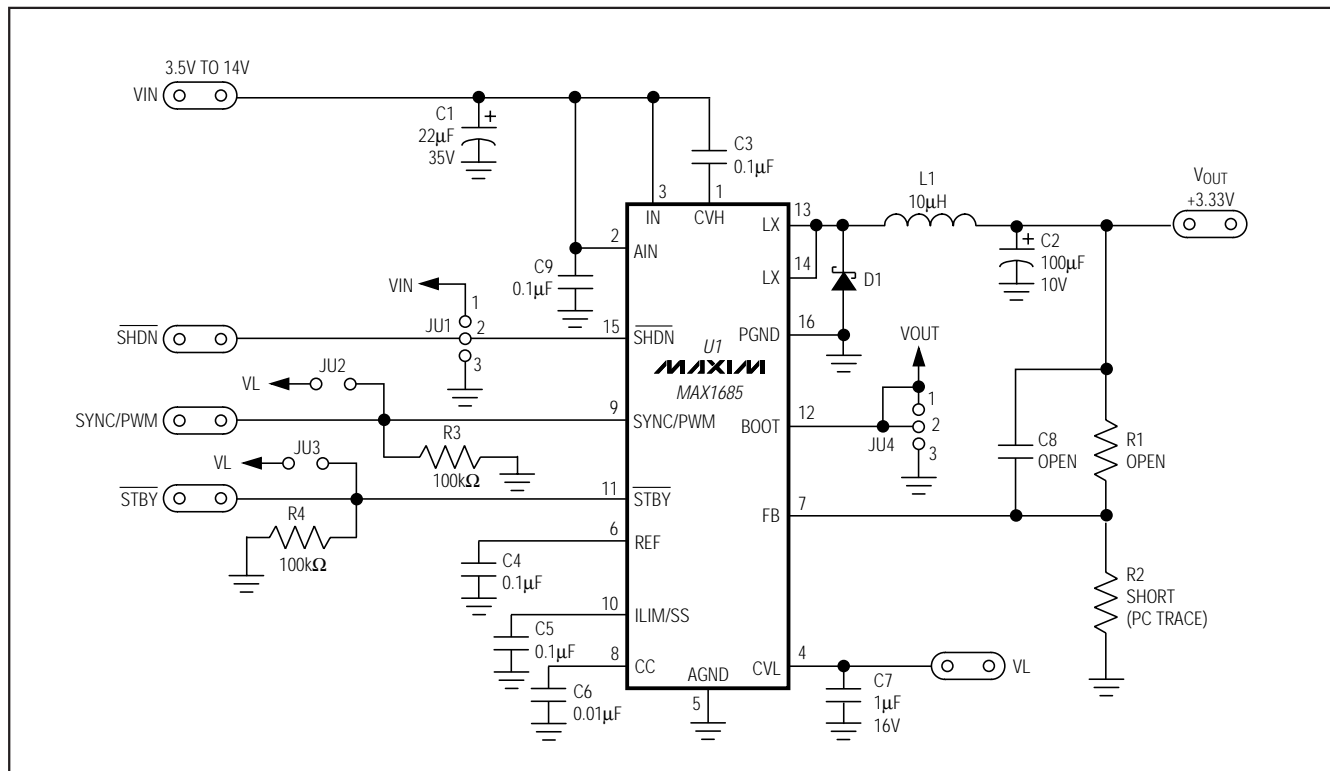 3.5V TO 14V
VIN
C1
22μF
35V
+
C3
0.1μF
3
1
IN
CVH
2
AIN
C9
0.1μF
VIN
1
JU1
2
3
SHDN
15
SHDN
JU2
VL
SYNC/PWM
9
SYNC/PWM
R3
100kΩ
JU3
VL
STBY
11
STBY
R4
100kΩ
6
REF
C4
0.1μF
10
ILIM/SS
C5
0.1μF
8
CC
C6
0.01μF
U1
MAXIM
MAX1685
AGND
5
13
LX
14
LX
L1
10μH
D1
+
C2
100μF
10V
VOUT
+3.33V
16
PGND
VOUT
12
BOOT
1
JU4
2
3
C8
OPEN
R1
OPEN
7
FB
R2
SHORT
(PC TRACE)
4
CVL
VL
C7
1μF
16V